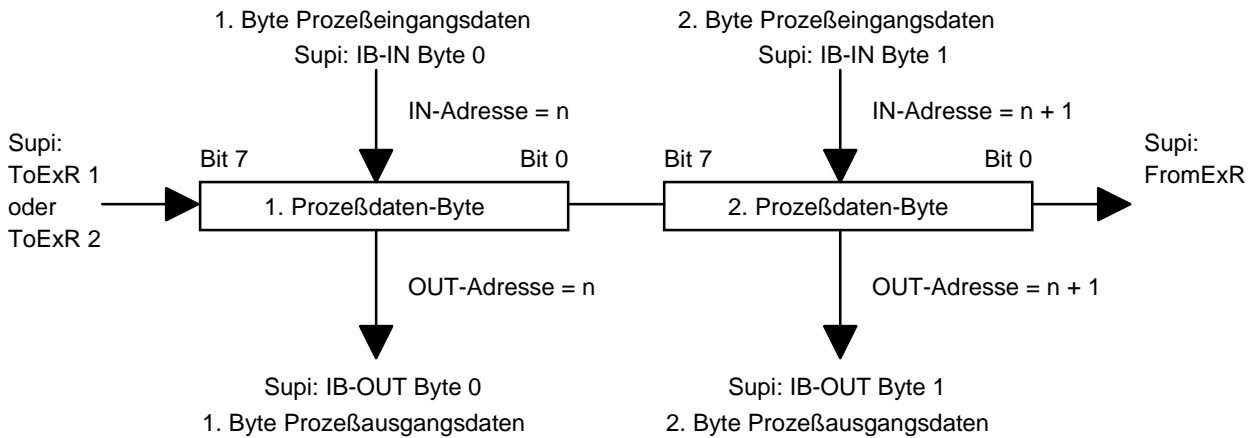 1. Byte Prozeßeingangsdaten
2. Byte Prozeßeingangsdaten
Supi: IB-IN Byte 0
Supi: IB-IN Byte 1
IN-Adresse = n
IN-Adresse = n + 1
Supi:
ToExR 1
oder
ToExR 2
Bit 7
Bit 0
Bit 7
Bit 0
Supi:
FromExR
1. Prozeßdaten-Byte
2. Prozeßdaten-Byte
OUT-Adresse = n
OUT-Adresse = n + 1
Supi: IB-OUT Byte 0
Supi: IB-OUT Byte 1
1. Byte Prozeßausgangsdaten
2. Byte Prozeßausgangsdaten